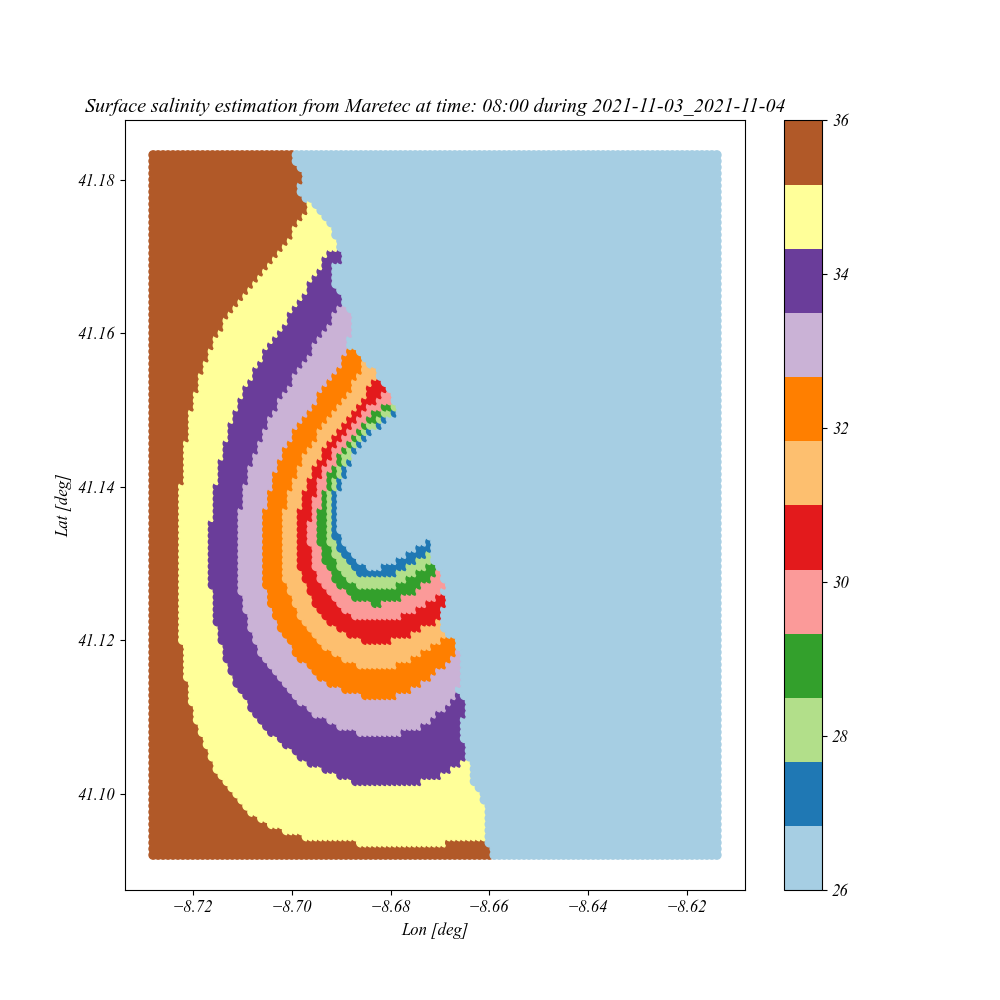 Surface salinity estimation from Maretec at time: 08:00 during 2021-11-03_2021-11-04
36
34
32
30
28
26
41.18
41.16
41.14
41.12
41.10
Lat [deg]
−8.72 −8.70 −8.68 −8.66 −8.64 −8.62
Lon [deg]